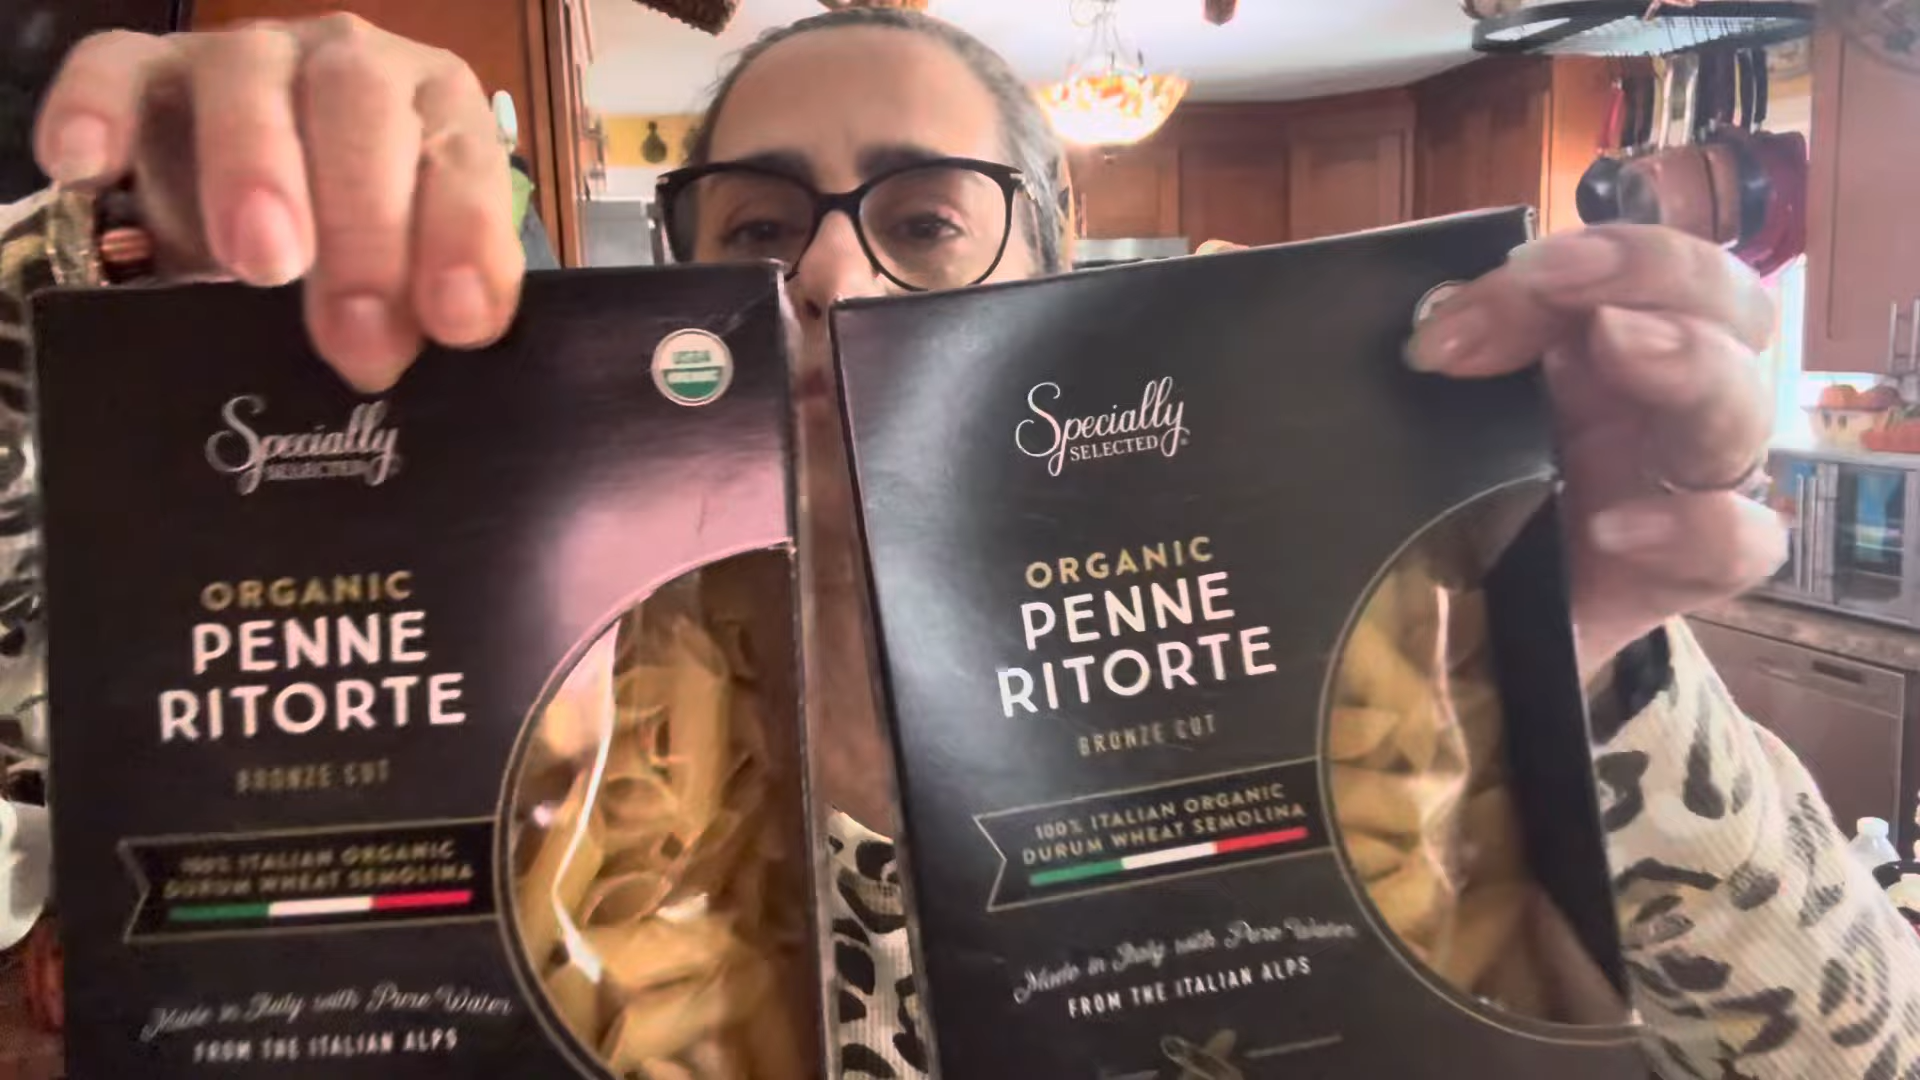 Specially
SELECTED
USDA
ORGANIC
ORGANIC
PENNE
RITORTE
BRONZE CUT
100% ITALIAN ORGANIC
DURUM WHEAT SEMOLINA
Made in Italy with Pure Water
FROM THE ITALIAN ALPS
Specially
SELECTED
ORGANIC
PENNE
RITORTE
BRONZE CUT
100% ITALIAN ORGANIC
DURUM WHEAT SEMOLINA
Made in Italy with Pure Water
FROM THE ITALIAN ALPS